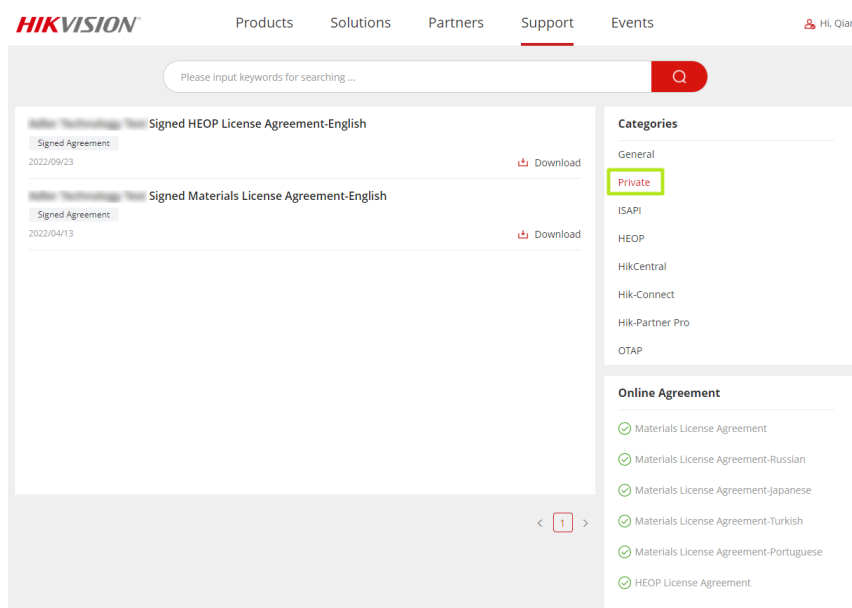 HIKVISION
Products Solutions Partners Support Events
Hi, Qian
Please input keywords for searching ...
Signed HEOP License Agreement-English
Signed Agreement
2022/09/23
Download
Signed Materials License Agreement-English
Signed Agreement
2022/04/13
Download
1
Categories
General
Private
ISAPI
HEOP
HikCentral
Hik-Connect
Hik-Partner Pro
OTAP
Online Agreement
Materials License Agreement
Materials License Agreement-Russian
Materials License Agreement-Japanese
Materials License Agreement-Turkish
Materials License Agreement-Portuguese
HEOP License Agreement